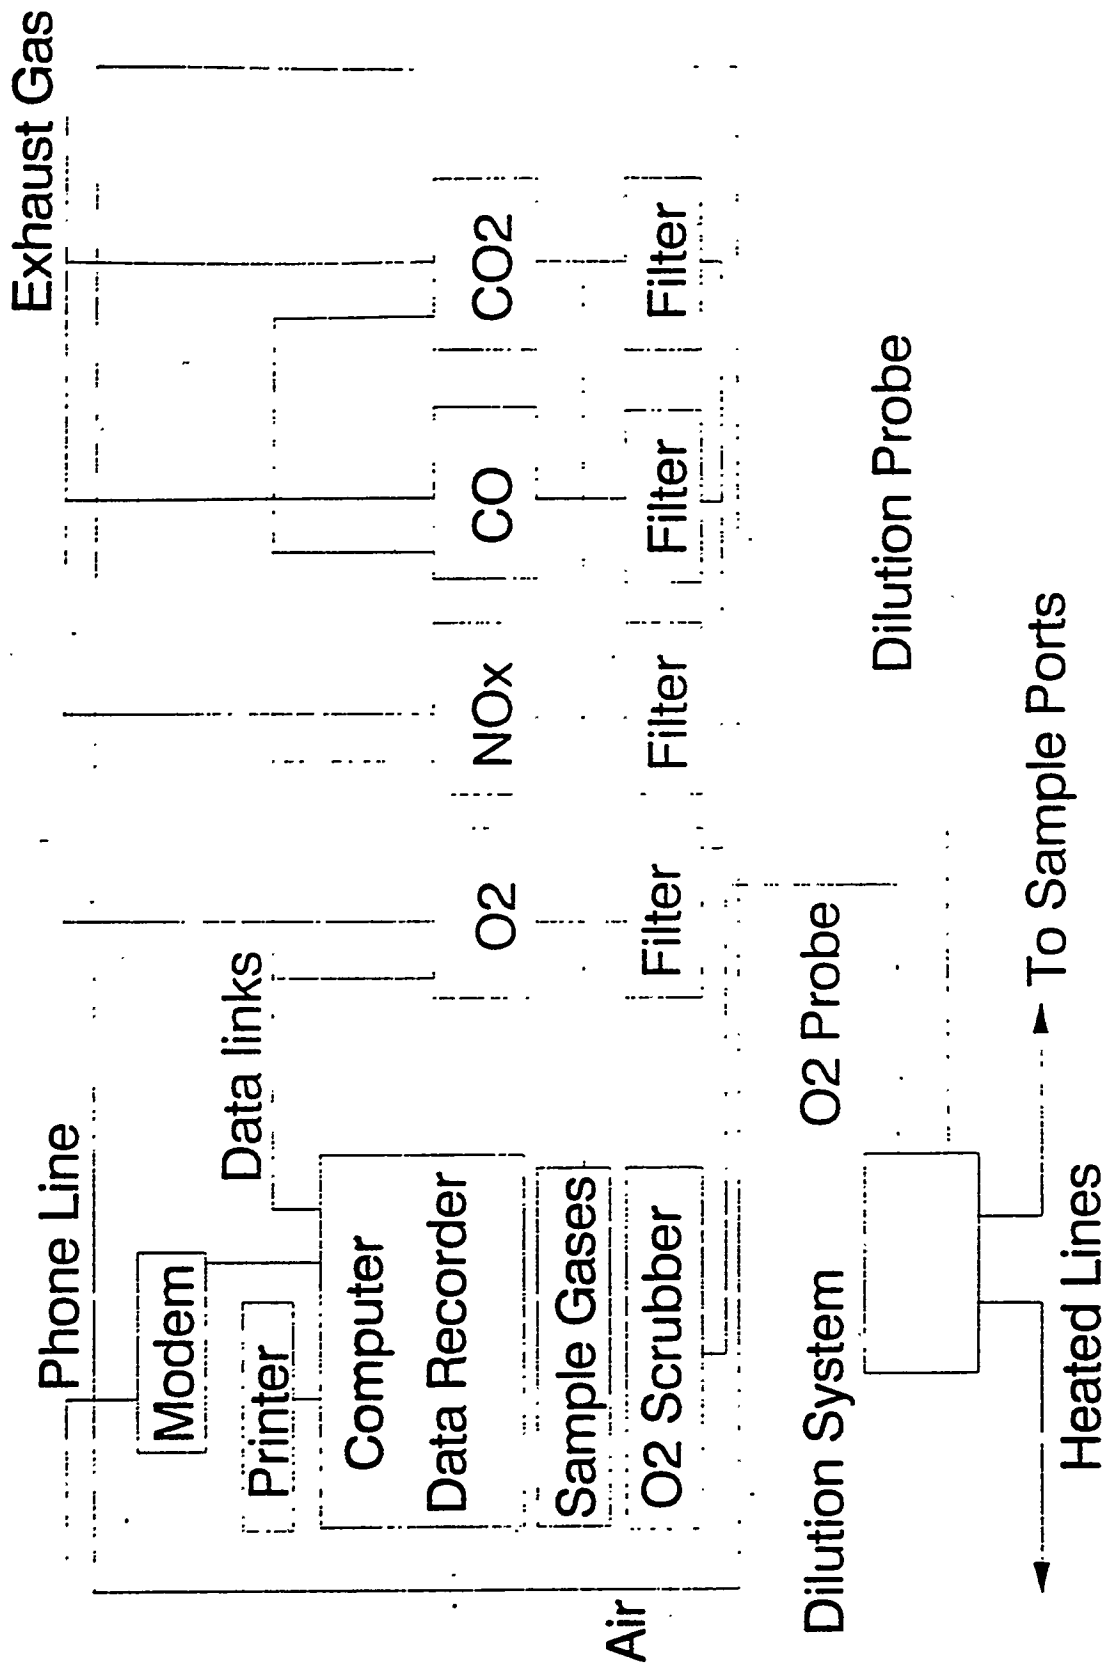 Phone Line
Exhaust Gas
Modem
Printer
Data links
Computer
Data Recorder
O2
NOx
CO
CO2
Sample Gases
O2 Scrubber
Filter
Filter
Filter
Filter
Air
Dilution System
O2 Probe
Dilution Probe
To Sample Ports
Heated Lines